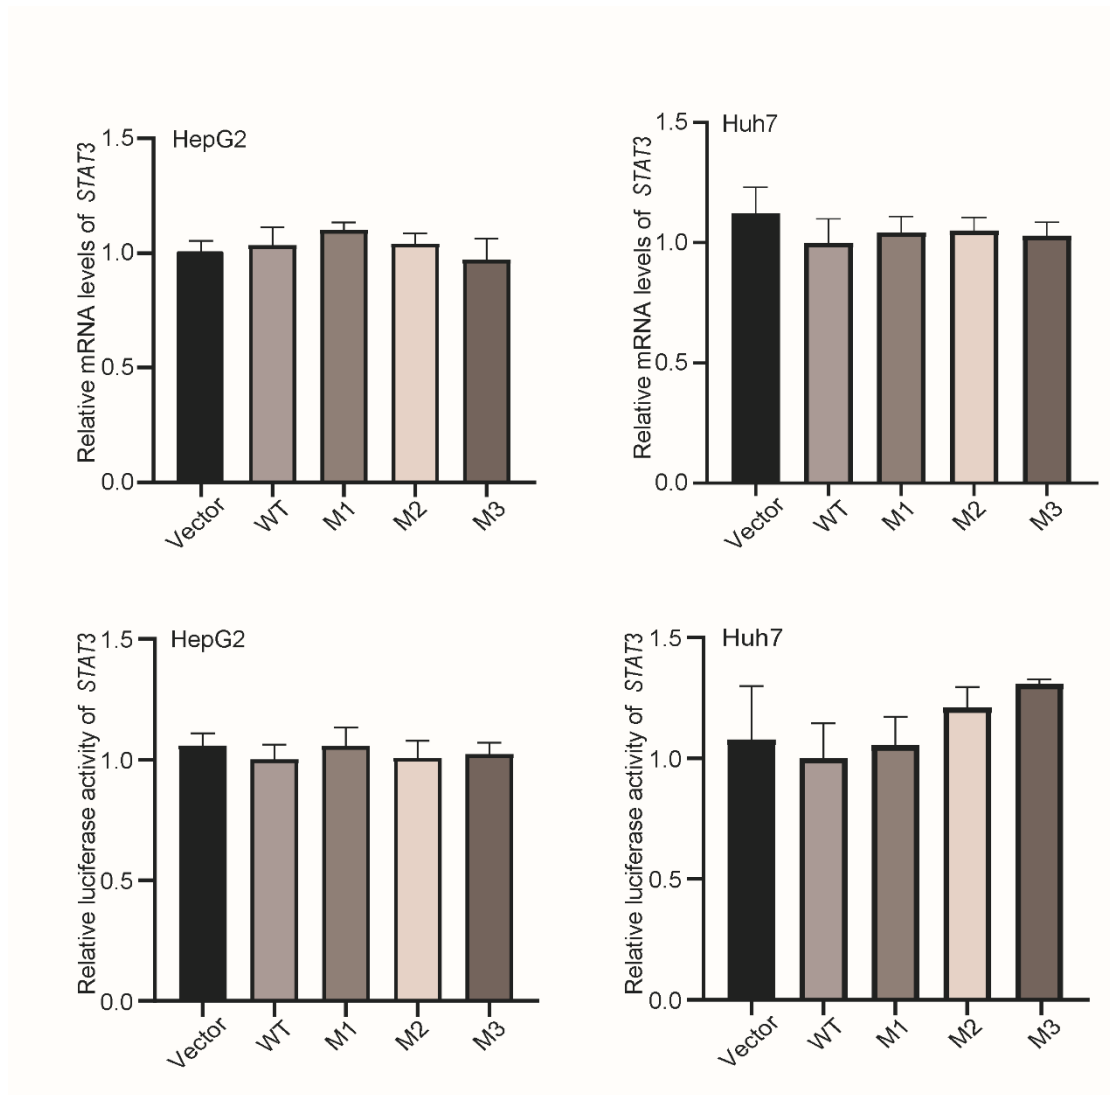 HepG2
Relative mRNA levels of STAT3
1.5
1.0
0.5
0.0
Vector
WT
M1
M2
M3
Huh7
Relative mRNA levels of STAT3
1.5
1.0
0.5
0.0
Vector
WT
M1
M2
M3
HepG2
Relative luciferase activity of STAT3
1.5
1.0
0.5
0.0
Vector
WT
M1
M2
M3
Huh7
Relative luciferase activity of STAT3
1.5
1.0
0.5
0.0
Vector
WT
M1
M2
M3